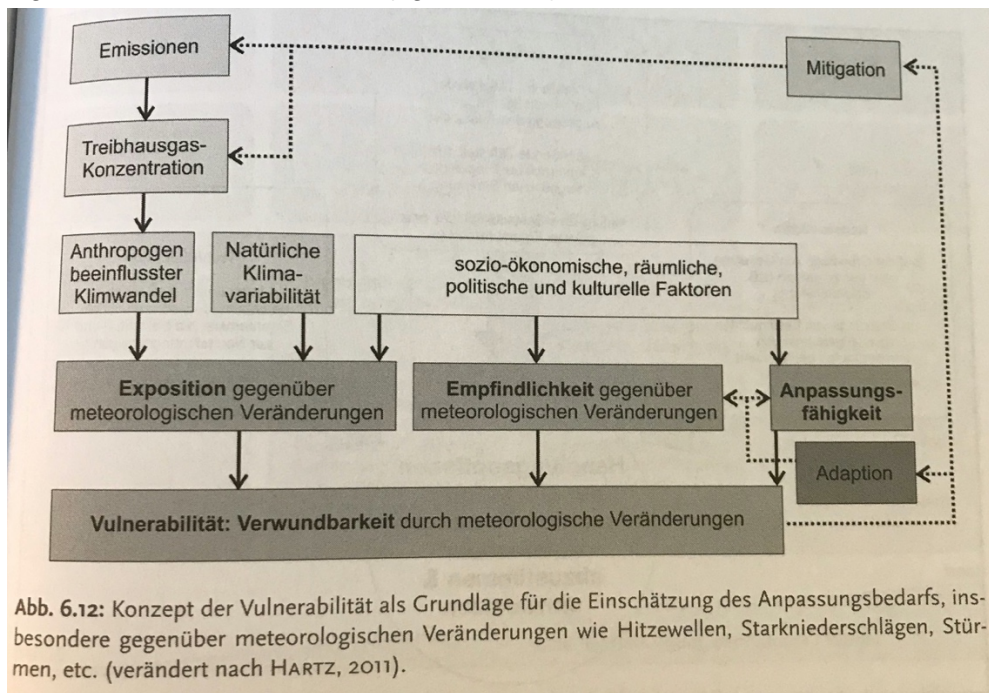 Emissionen
Mitigation
Treibhausgas-
Konzentration
Anthropogen
beeinflusster
Klimwandel
Natürliche
Klima-
variabilität
sozio-ökonomische, räumliche,
politische und kulturelle Faktoren
Exposition gegenüber
meteorologischen Veränderungen
Empfindlichkeit gegenüber
meteorologischen Veränderungen
Anpassungs-
fähigkeit
Adaption
Vulnerabilität: Verwundbarkeit durch meteorologische Veränderungen
Abb. 6.12: Konzept der Vulnerabilität als Grundlage für die Einschätzung des Anpassungsbedarfs, ins-
besondere gegenüber meteorologischen Veränderungen wie Hitzewellen, Starkniederschlägen, Stür-
men, etc. (verändert nach HARTZ, 2011).